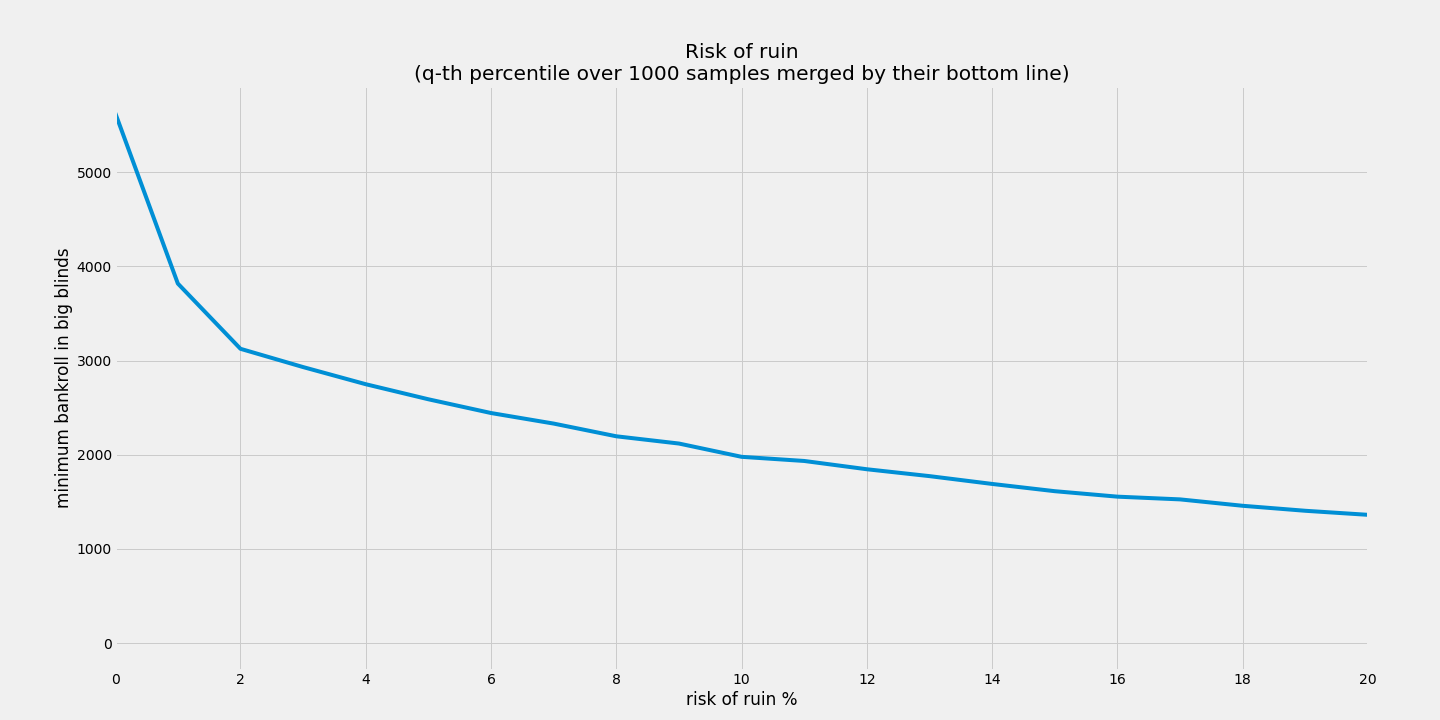 Risk of ruin
(q-th percentile over 1000 samples merged by their bottom line)
minimum bankroll in big blinds
5000
4000
3000
2000
1000
0
0 2 4 6 8 10 12 14 16 18 20
risk of ruin %